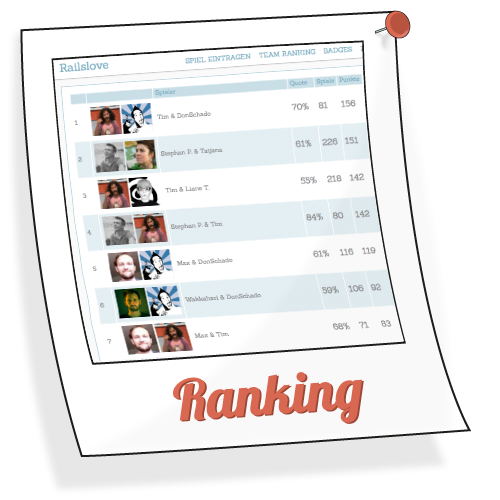 Railslove SPIEL EINTRAGEN TEAM RANKING BADGES
Spieler Quote Spiele Punkte
1 Tim & DonSchado 70% 81 156
2 Stephan P. & Tatjana 61% 226 151
3 Tim & Liane T. 55% 218 142
4 Stephan P. & Tim 84% 80 142
5 Max & DonSchado 61% 116 119
6 Wakkahari & DonSchado 59% 106 92
7 Max & Tim 68% 71 83
Ranking